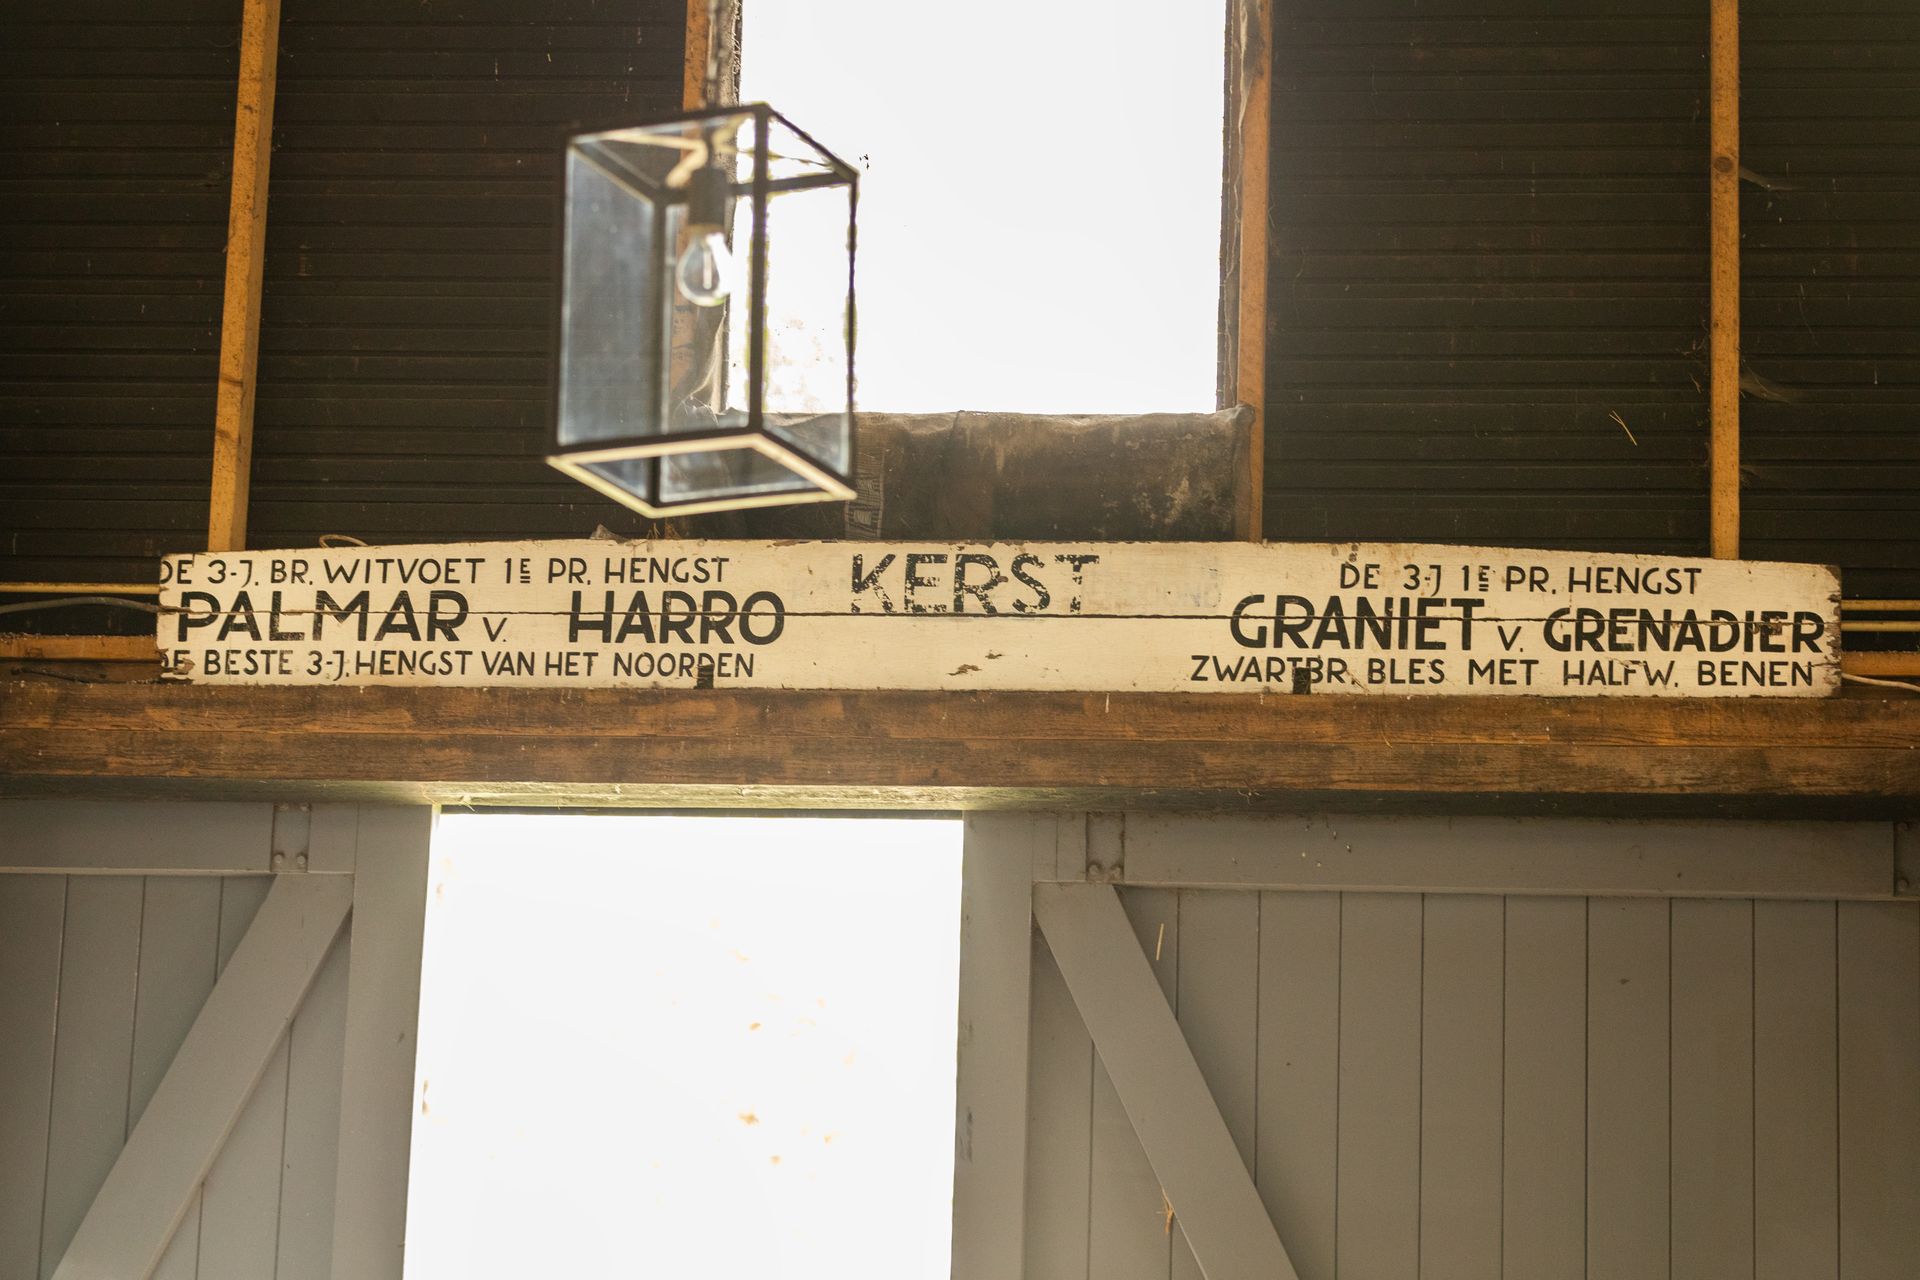 DE 3-J. BR. WITVOET 1E PR. HENGST
PALMAR V. HARRO
DE BESTE 3-J. HENGST VAN HET NOORDEN
KERST
DE 3-J 1E PR. HENGST
GRANIET V. GRENADIER
ZWARTBR. BLES MET HALFW. BENEN